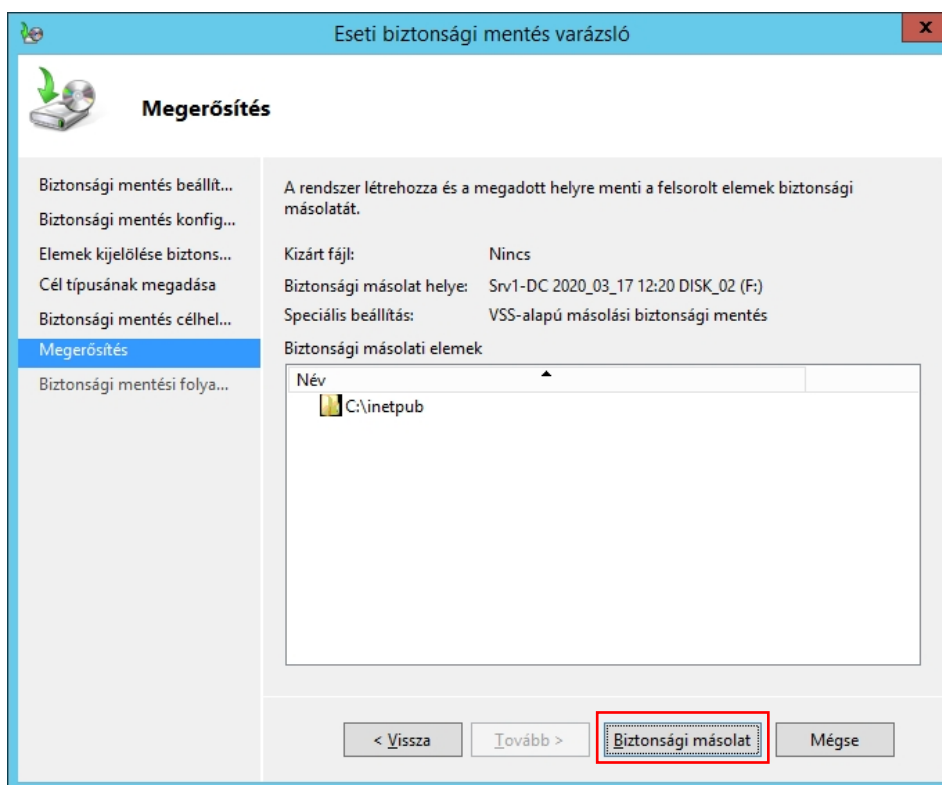 Eseti biztonsági mentés varázsló
x
Megerősítés
Biztonsági mentés beállít...
Biztonsági mentés konfig...
Elemek kijelölése biztons...
Cél típusának megadása
Biztonsági mentés célhel...
Megerősítés
Biztonsági mentési folya...
A rendszer létrehozza és a megadott helyre menti a felsorolt elemek biztonsági
másolatát.
Kizárt fájl: Nincs
Biztonsági másolat helye: Srv1-DC 2020_03_17 12:20 DISK_02 (F:)
Speciális beállítás: VSS-alapú másolási biztonsági mentés
Biztonsági másolati elemek
Név
C:\inetpub
< Vissza Tovább > Biztonsági másolat Mégse